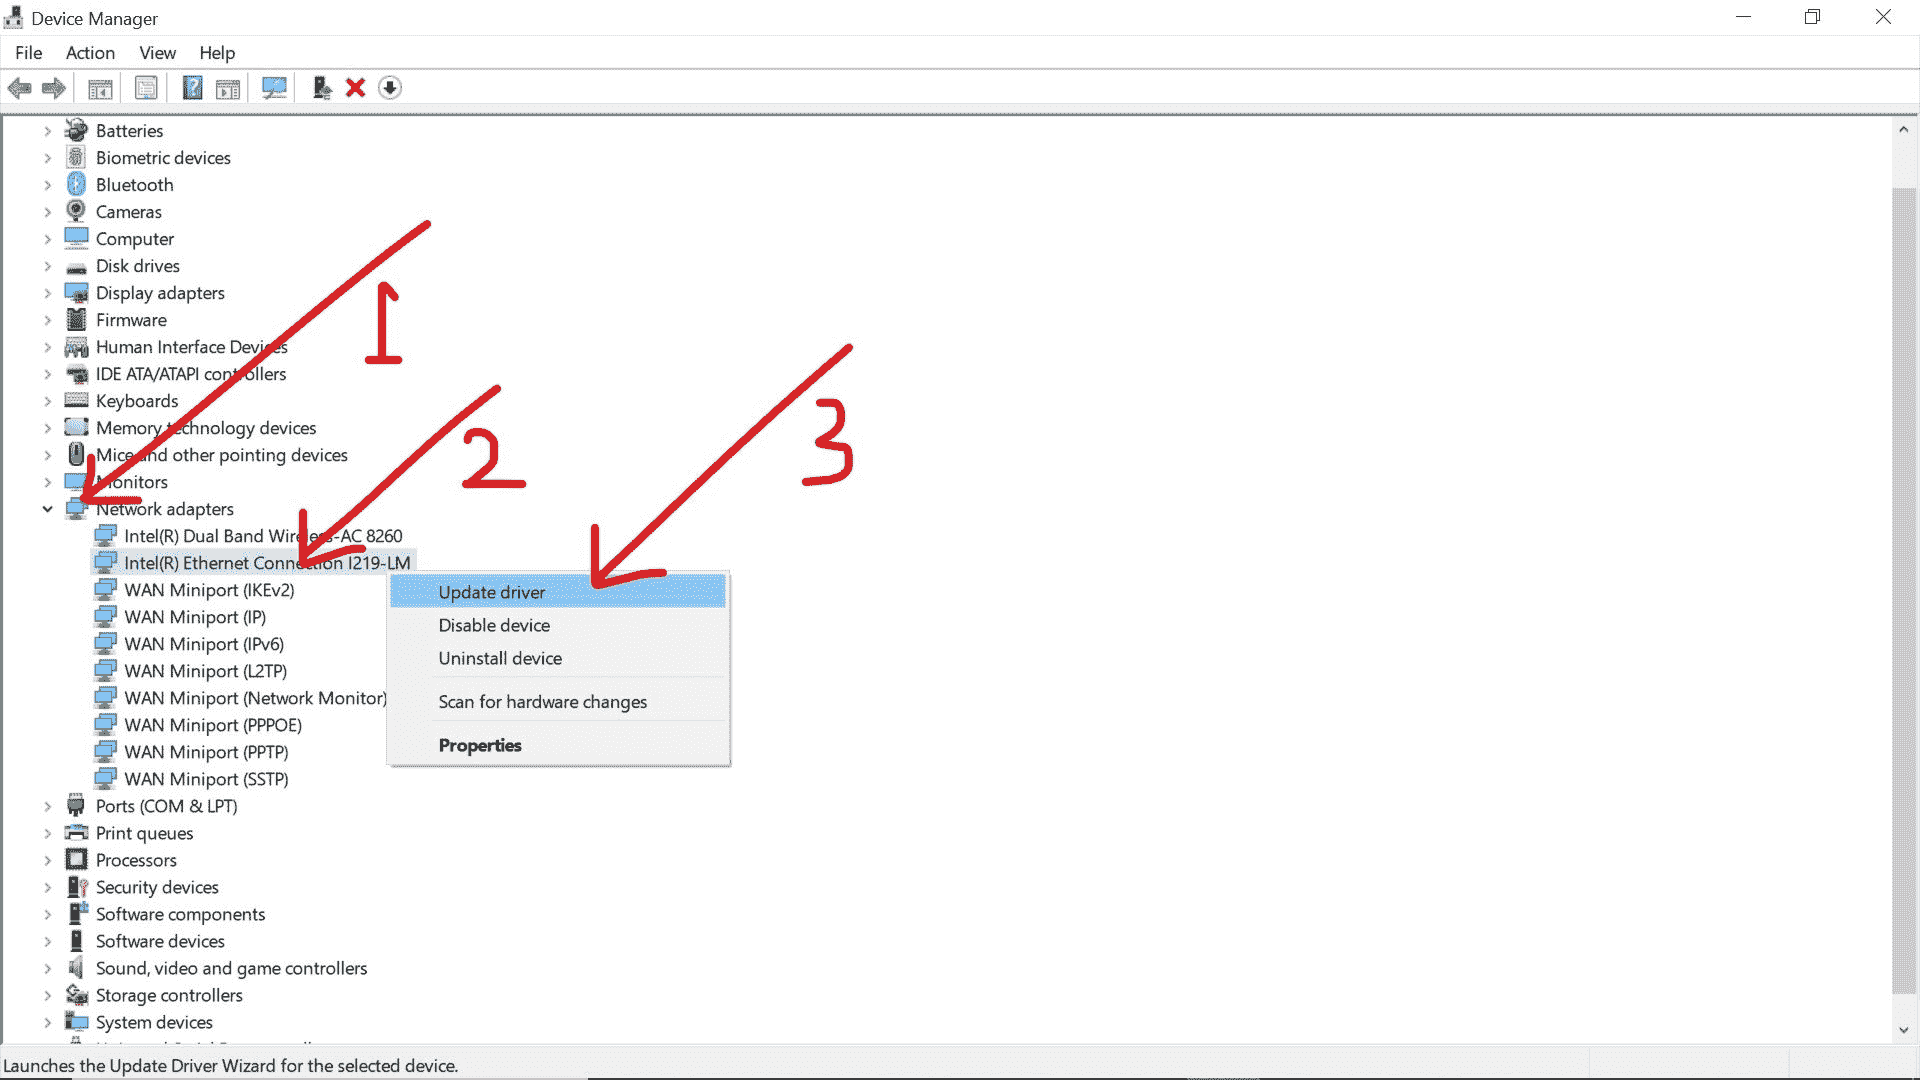 Device Manager
File Action View Help
Batteries
Biometric devices
Bluetooth
Cameras
Computer
Disk drives
Display adapters
Firmware
Human Interface Devices
IDE ATA/ATAPI controllers
Keyboards
Memory technology devices
Mice and other pointing devices
Monitors
Network adapters
Intel(R) Dual Band Wireless-AC 8260
Intel(R) Ethernet Connection I219-LM
WAN Miniport (IKEv2)
WAN Miniport (IP)
WAN Miniport (IPv6)
WAN Miniport (L2TP)
WAN Miniport (Network Monitor)
WAN Miniport (PPPOE)
WAN Miniport (PPTP)
WAN Miniport (SSTP)
Ports (COM & LPT)
Print queues
Processors
Security devices
Software components
Software devices
Sound, video and game controllers
Storage controllers
System devices
1
2
3
Update driver
Disable device
Uninstall device
Scan for hardware changes
Properties
Launches the Update Driver Wizard for the selected device.